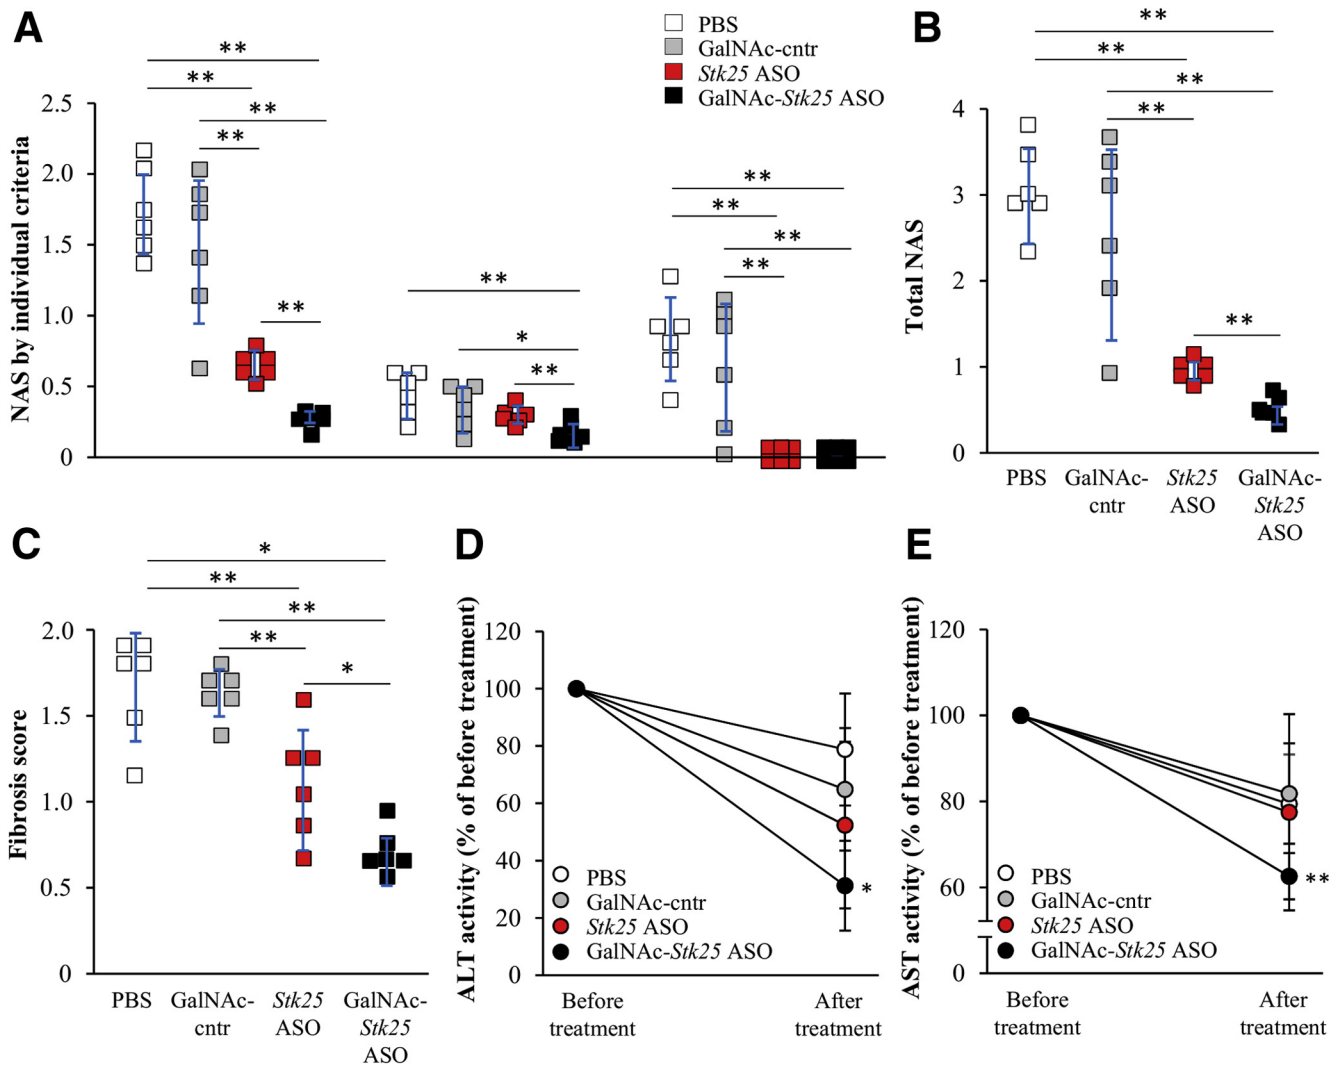 A
PBS
GalNAc-cntr
Stk25 ASO
GalNAc-Stk25 ASO
NAS by individual criteria
2.5
2.0
1.5
1.0
0.5
0
**
**
**
**
**
**
*
**
**
**
**
**
B
Total NAS
4
3
2
1
0
**
**
**
**
**
PBS
GalNAc-
cntr
Stk25
ASO
GalNAc-
Stk25
ASO
C
Fibrosis score
2.0
1.5
1.0
0.5
0
*
**
**
**
*
PBS
GalNAc-
cntr
Stk25
ASO
GalNAc-
Stk25
ASO
D
ALT activity (% of before treatment)
120
100
80
60
40
20
0
*
PBS
GalNAc-cntr
Stk25 ASO
GalNAc-Stk25 ASO
Before
treatment
After
treatment
E
AST activity (% of before treatment)
120
100
80
60
0
**
PBS
GalNAc-cntr
Stk25 ASO
GalNAc-Stk25 ASO
Before
treatment
After
treatment